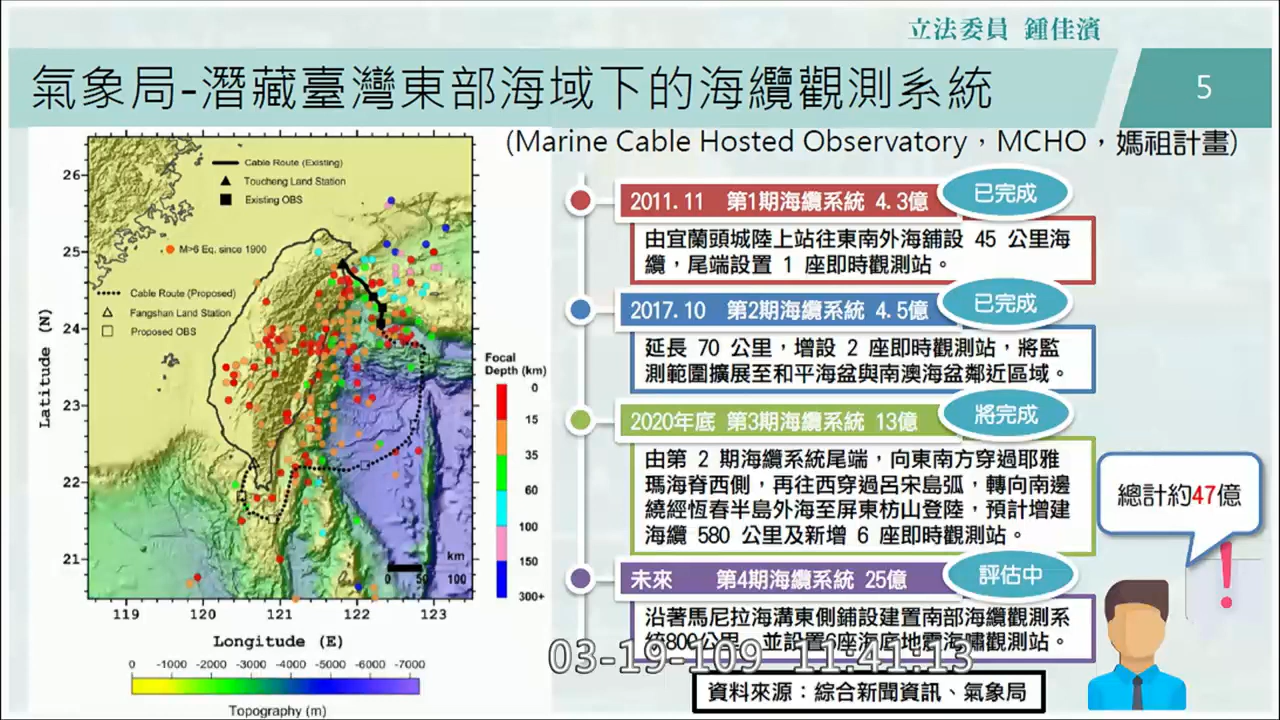 立法委員 鍾佳濱
氣象局-潛藏臺灣東部海域下的海纜觀測系統
5
(Marine Cable Hosted Observatory，MCHO，媽祖計畫)
26
25
24
23
22
21
Latitude (N)
Cable Route (Existing)
Toucheng Land Station
Existing OBS
M>6 Eq. since 1900
Cable Route (Proposed)
Fangshan Land Station
Proposed OBS
km
0 50 100
119 120 121 122 123
Longitude (E)
0 -1000 -2000 -3000 -4000 -5000 -6000 -7000
Topography (m)
Focal
Depth (km)
0
15
35
60
100
150
300+
2011.11 第1期海纜系統 4.3億
已完成
由宜蘭頭城陸上站往東南外海鋪設 45 公里海
纜，尾端設置 1 座即時觀測站。
2017.10 第2期海纜系統 4.5億
已完成
延長 70 公里，增設 2 座即時觀測站，將監
測範圍擴展至和平海盆與南澳海盆鄰近區域。
2020年底 第3期海纜系統 13億
將完成
由第 2 期海纜系統尾端，向東南方穿過耶雅
瑪海脊西側，再往西穿過呂宋島弧，轉向南邊
繞經恆春半島外海至屏東枋山登陸，預計增建
海纜 580 公里及新增 6 座即時觀測站。
未來 第4期海纜系統 25億
評估中
沿著馬尼拉海溝東側鋪設建置南部海纜觀測系
統800公里，並設置6座海底地震海嘯觀測站。
總計約47億
03-19-109 11:41:13
資料來源：綜合新聞資訊、氣象局